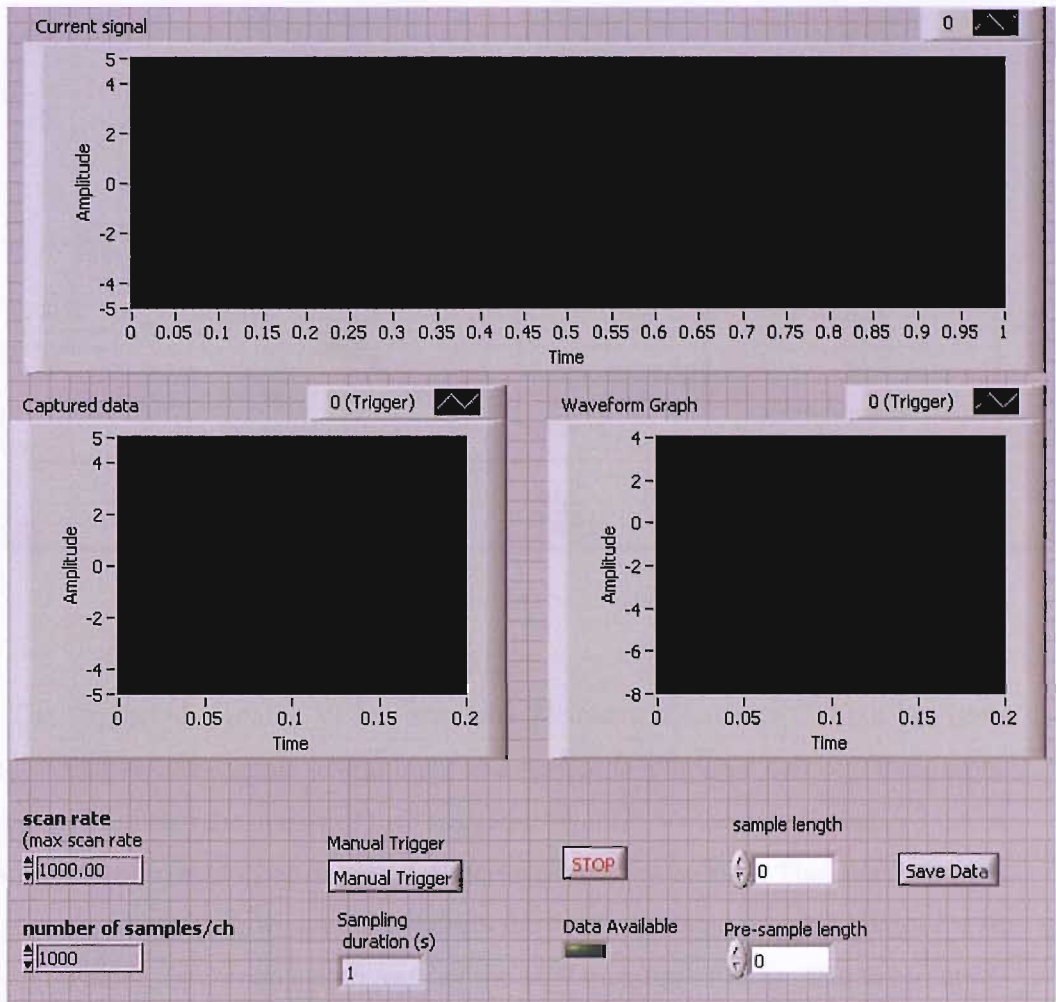 Current signal
0
5
4
2
0
-2
-4
-5
Amplitude
0 0.05 0.1 0.15 0.2 0.25 0.3 0.35 0.4 0.45 0.5 0.55 0.6 0.65 0.7 0.75 0.8 0.85 0.9 0.95 1
Time
Captured data
0 (Trigger)
5
4
2
0
-2
-4
-5
Amplitude
0 0.05 0.1 0.15 0.2
Time
Waveform Graph
0 (Trigger)
4
2
0
-2
-4
-6
-8
Amplitude
0 0.05 0.1 0.15 0.2
Time
scan rate
(max scan rate
1000,00
number of samples/ch
1000
Manual Trigger
Manual Trigger
Sampling
duration (s)
1
STOP
Data Available
sample length
0
Pre-sample length
0
Save Data